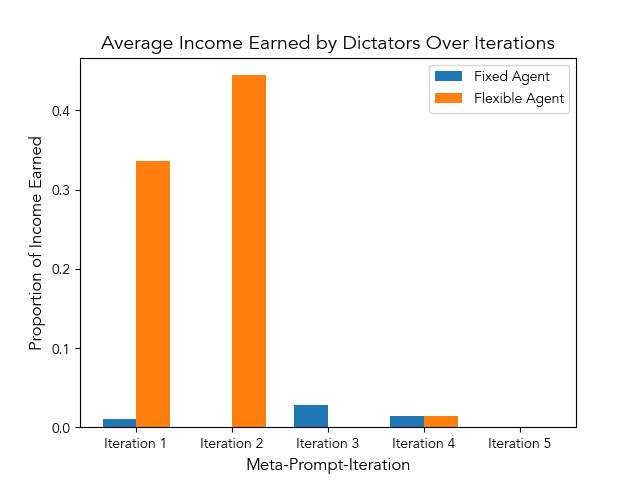 Average Income Earned by Dictators Over Iterations
Fixed Agent
Flexible Agent
Proportion of Income Earned
0.4
0.3
0.2
0.1
0.0
Iteration 1 Iteration 2 Iteration 3 Iteration 4 Iteration 5
Meta-Prompt-Iteration